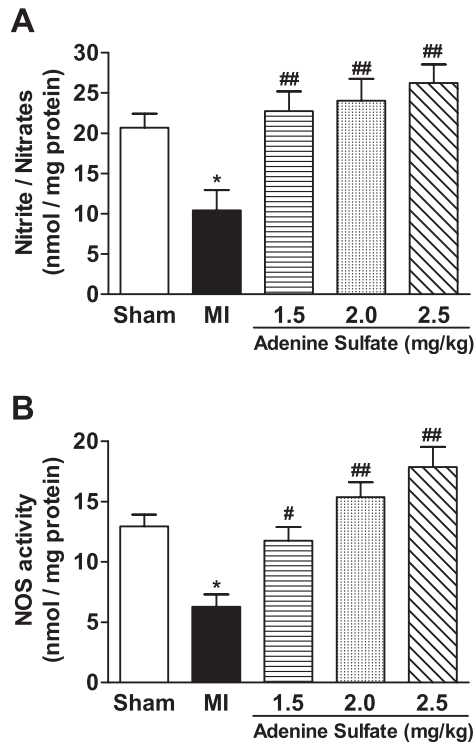 A
Nitrite / Nitrates
(nmol / mg protein)
30
25
20
15
10
5
0
*
##
##
##
Sham MI 1.5 2.0 2.5
Adenine Sulfate (mg/kg)
B
NOS activity
(nmol / mg protein)
20
15
10
5
0
*
#
##
##
Sham MI 1.5 2.0 2.5
Adenine Sulfate (mg/kg)